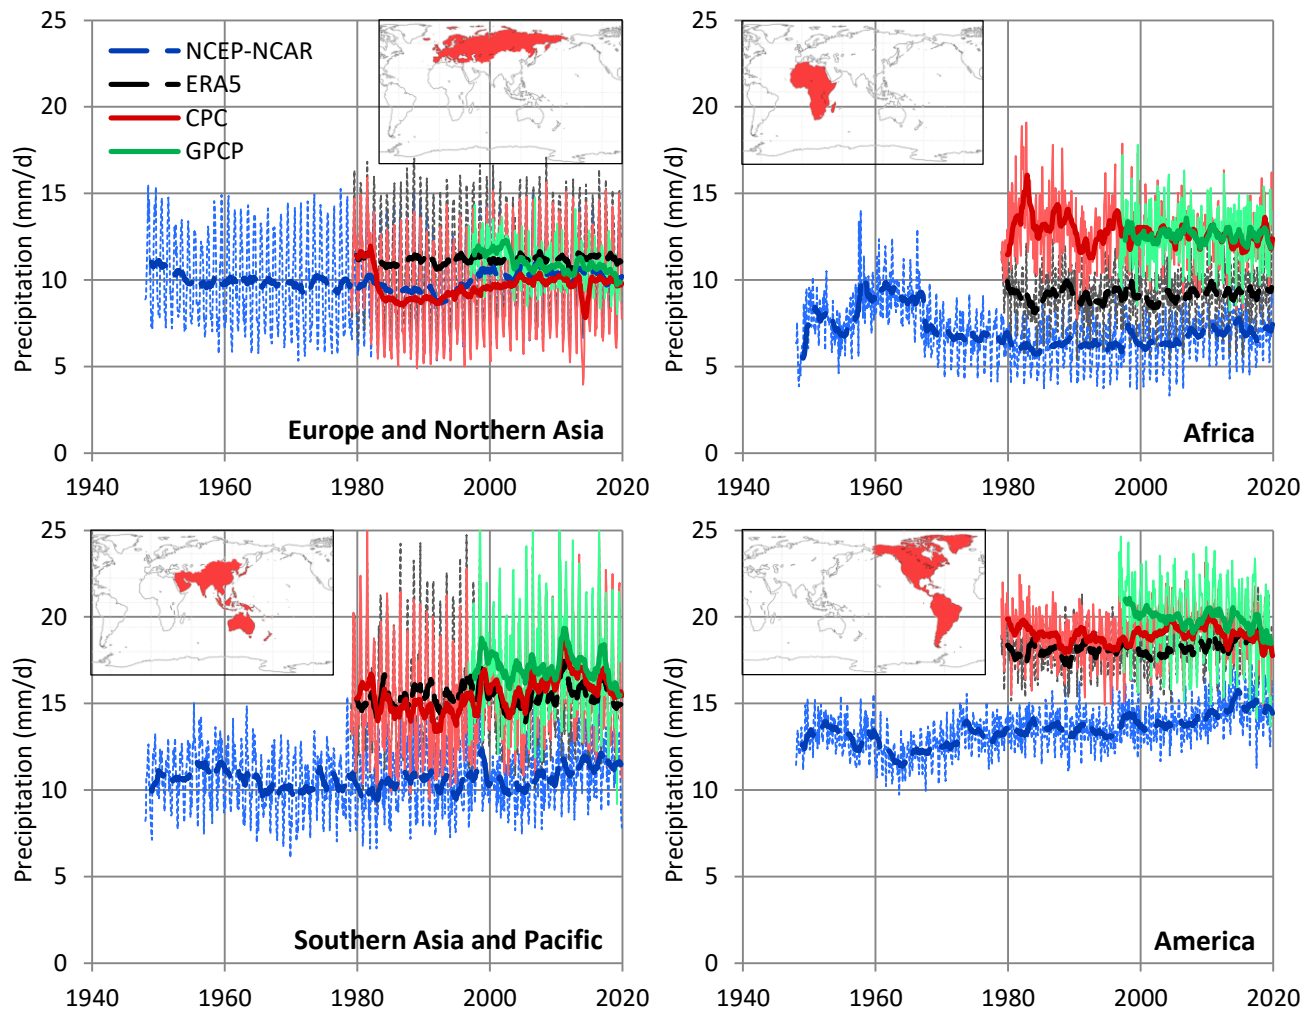 25
20
15
10
5
0
Precipitation (mm/d)
NCEP-NCAR
ERA5
CPC
GPCP
Europe and Northern Asia
1940 1960 1980 2000 2020
25
20
15
10
5
0
Precipitation (mm/d)
Africa
1940 1960 1980 2000 2020
25
20
15
10
5
0
Precipitation (mm/d)
Southern Asia and Pacific
1940 1960 1980 2000 2020
25
20
15
10
5
0
Precipitation (mm/d)
America
1940 1960 1980 2000 2020